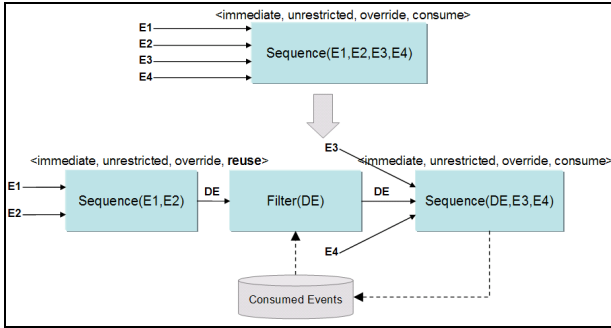 <immediate, unrestricted, override, consume>
E1
E2
E3
E4
Sequence(E1,E2,E3,E4)
E3
<immediate, unrestricted, override, reuse>
<immediate, unrestricted, override, consume>
E1
E2
Sequence(E1,E2)
DE
Filter(DE)
DE
Sequence(DE,E3,E4)
E4
Consumed Events